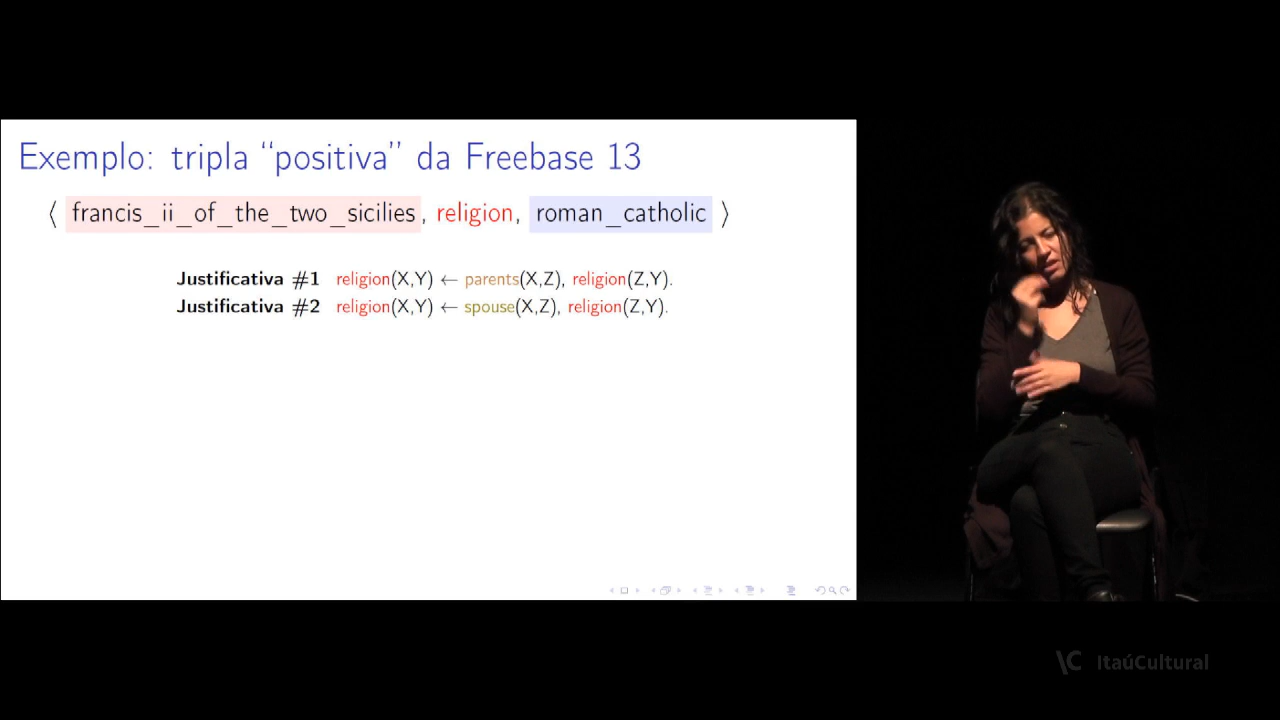 Exemplo: tripla “positiva” da Freebase 13
⟨ francis_ii_of_the_two_sicilies, religion, roman_catholic ⟩
Justificativa #1 religion(X,Y) ← parents(X,Z), religion(Z,Y).
Justificativa #2 religion(X,Y) ← spouse(X,Z), religion(Z,Y).
\C ItaúCultural